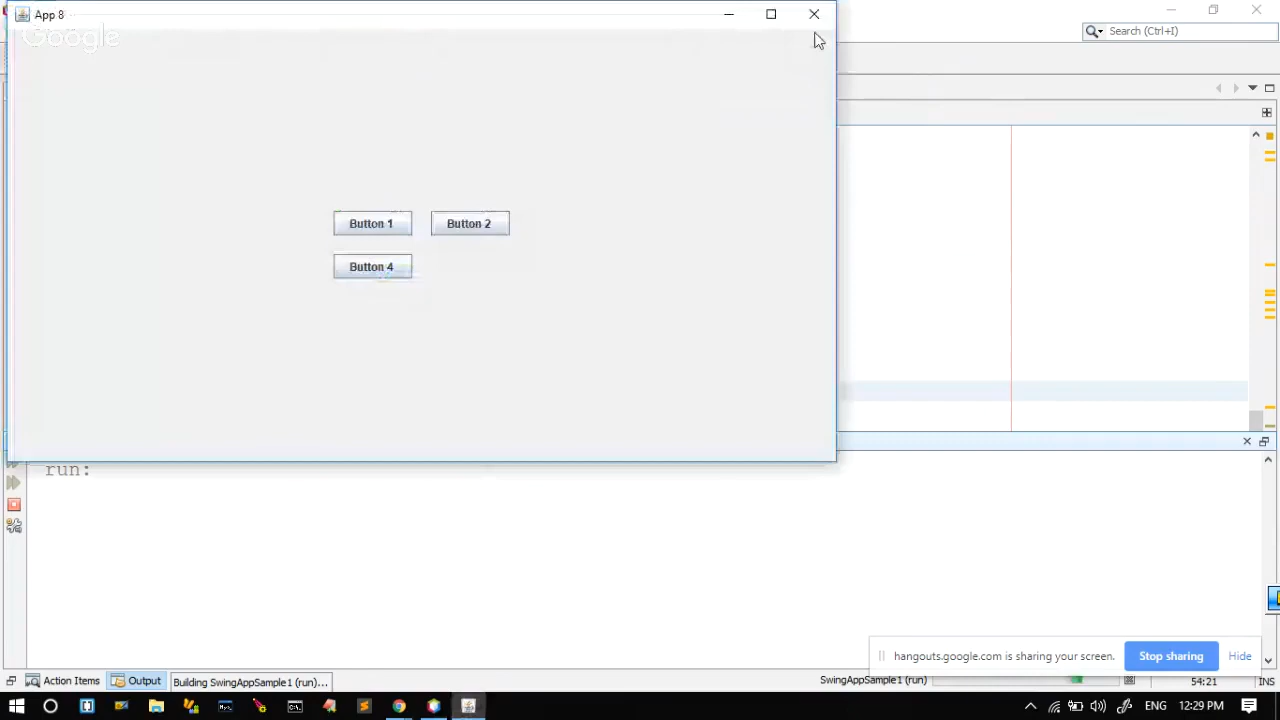 App 8
Google
Search (Ctrl+I)
Button 1
Button 2
Button 4
run:
hangouts.google.com is sharing your screen.
Stop sharing
Hide
Action Items
Output
Building SwingAppSample1 (run)...
SwingAppSample1 (run)
54:21
INS
ENG
12:29 PM